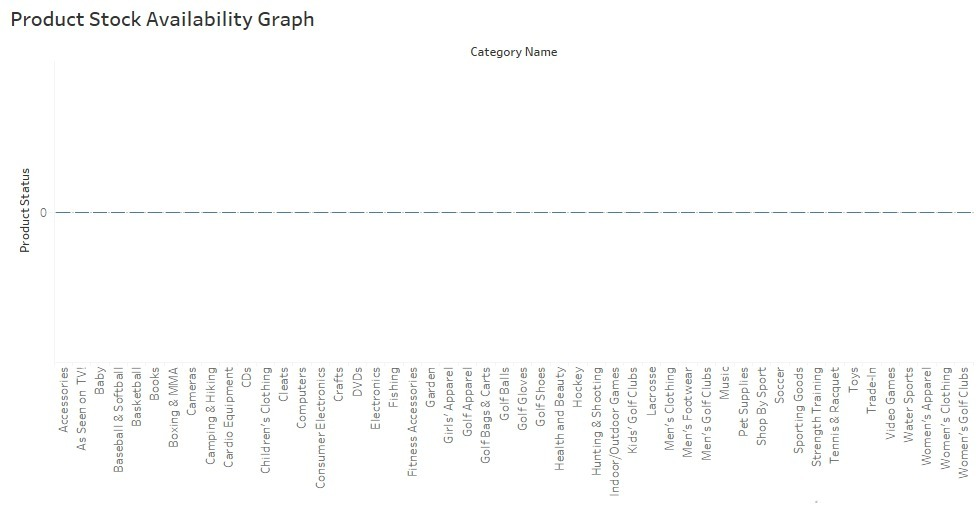 Product Stock Availability Graph
Category Name
Product Status
0
Accessories
As Seen on TV!
Baby
Baseball & Softball
Basketball
Books
Boxing & MMA
Cameras
Camping & Hiking
Cardio Equipment
CDs
Children's Clothing
Cleats
Computers
Consumer Electronics
Crafts
DVDs
Electronics
Fishing
Fitness Accessories
Garden
Girls' Apparel
Golf Apparel
Golf Bags & Carts
Golf Balls
Golf Gloves
Golf Shoes
Health and Beauty
Hockey
Hunting & Shooting
Indoor/Outdoor Games
Kids' Golf Clubs
Lacrosse
Men's Clothing
Men's Footwear
Men's Golf Clubs
Music
Pet Supplies
Shop By Sport
Soccer
Sporting Goods
Strength Training
Tennis & Racquet
Toys
Trade-In
Video Games
Water Sports
Women's Apparel
Women's Clothing
Women's Golf Clubs